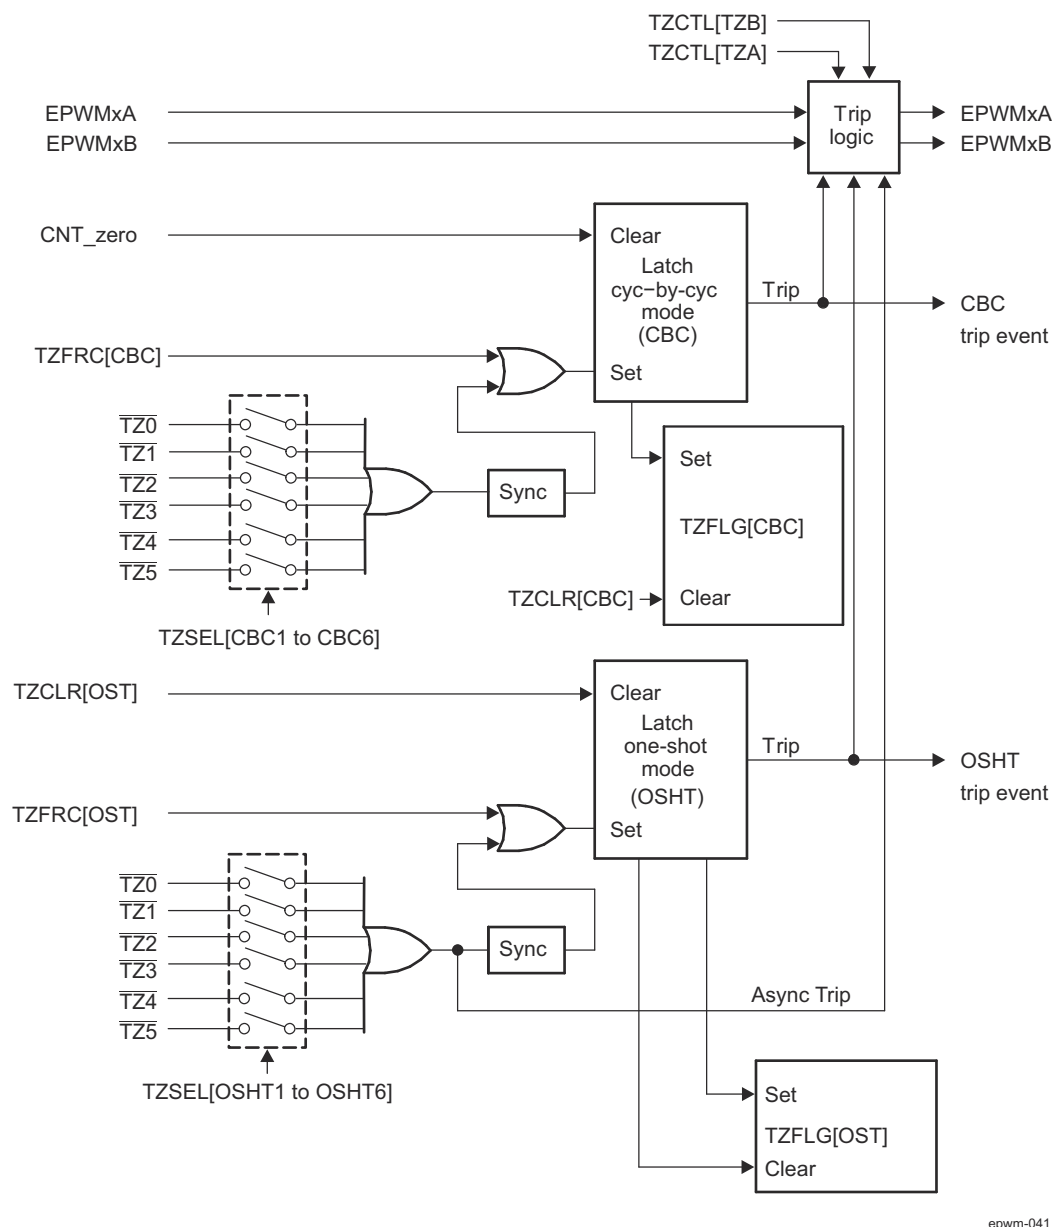 TZCTL[TZB]
TZCTL[TZA]
EPWMxA
EPWMxB
Trip
logic
EPWMxA
EPWMxB
CNT_zero
Clear
Latch
cyc−by-cyc
mode
(CBC)
Set
Trip
CBC
trip event
TZFRC[CBC]
TZ0
TZ1
TZ2
TZ3
TZ4
TZ5
Sync
Set
TZFLG[CBC]
Clear
TZCLR[CBC]
TZSEL[CBC1 to CBC6]
TZCLR[OST]
Clear
Latch
one-shot
mode
(OSHT)
Set
Trip
OSHT
trip event
TZFRC[OST]
TZ0
TZ1
TZ2
TZ3
TZ4
TZ5
Sync
Async Trip
TZSEL[OSHT1 to OSHT6]
Set
TZFLG[OST]
Clear
epwm-041